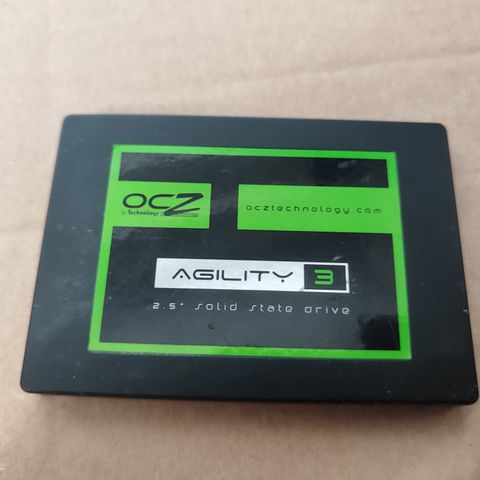 OCZ
Technology
ocztechnology.com
AGILITY 3
2.5" solid state drive